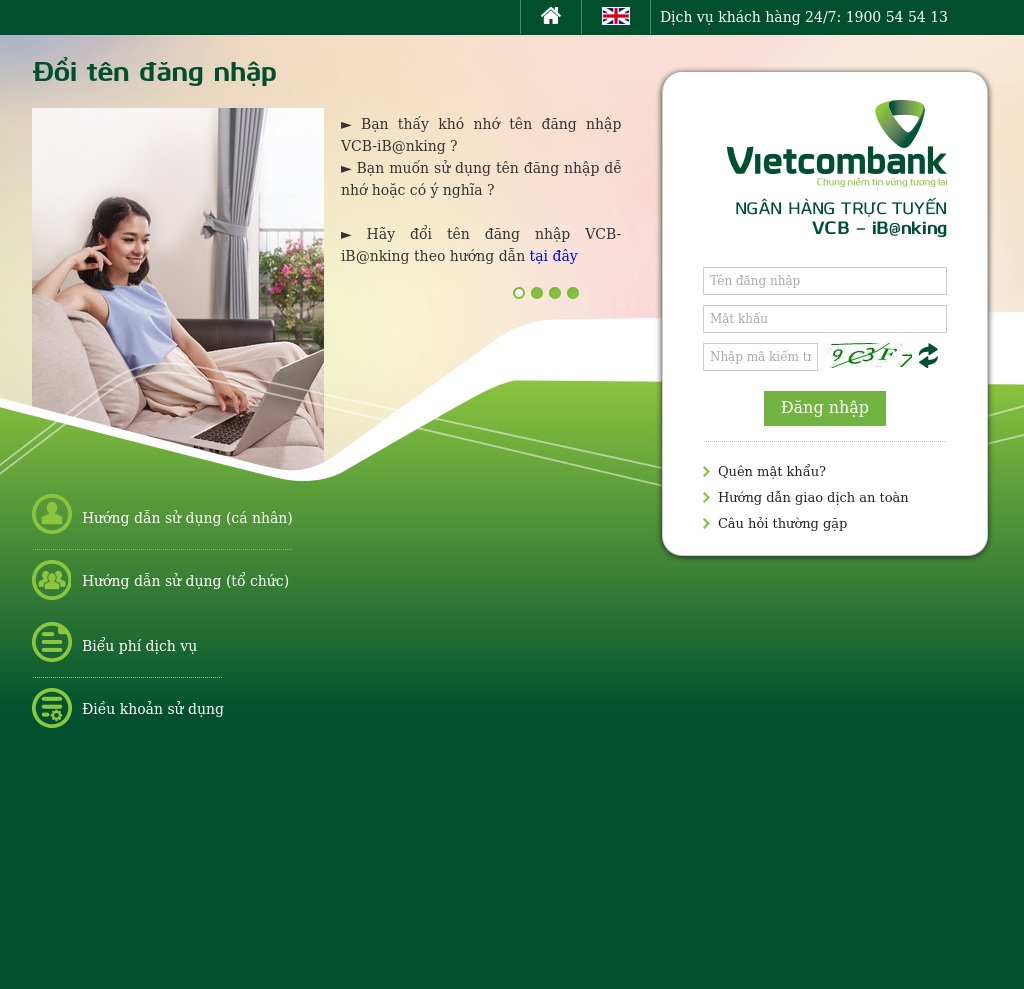 Dịch vụ khách hàng 24/7: 1900 54 54 13
Đổi tên đăng nhập
► Bạn thấy khó nhớ tên đăng nhập
VCB-iB@nking ?
► Bạn muốn sử dụng tên đăng nhập dễ
nhớ hoặc có ý nghĩa ?
► Hãy đổi tên đăng nhập VCB-
iB@nking theo hướng dẫn tại đây
Vietcombank
Chung niềm tin vững tương lai
NGÂN HÀNG TRỰC TUYẾN
VCB – iB@nking
Tên đăng nhập
Mật khẩu
Nhập mã kiểm tr
9C3F7
Đăng nhập
Quên mật khẩu?
Hướng dẫn giao dịch an toàn
Câu hỏi thường gặp
Hướng dẫn sử dụng (cá nhân)
Hướng dẫn sử dụng (tổ chức)
Biểu phí dịch vụ
Điều khoản sử dụng